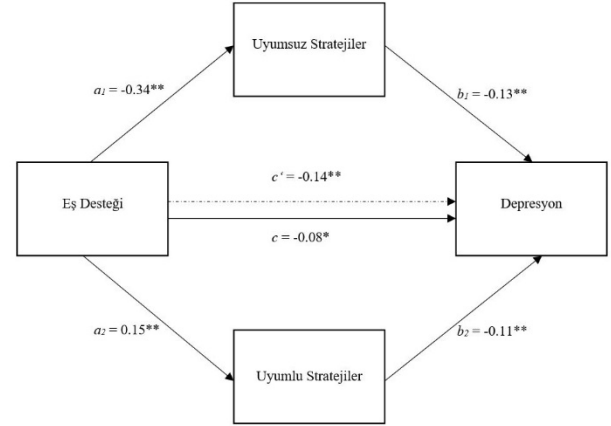 Uyumsuz Stratejiler
a₁ = -0.34**
b₁ = -0.13**
Eş Desteği
c‘ = -0.14**
c = -0.08*
Depresyon
a₂ = 0.15**
b₂ = -0.11**
Uyumlu Stratejiler